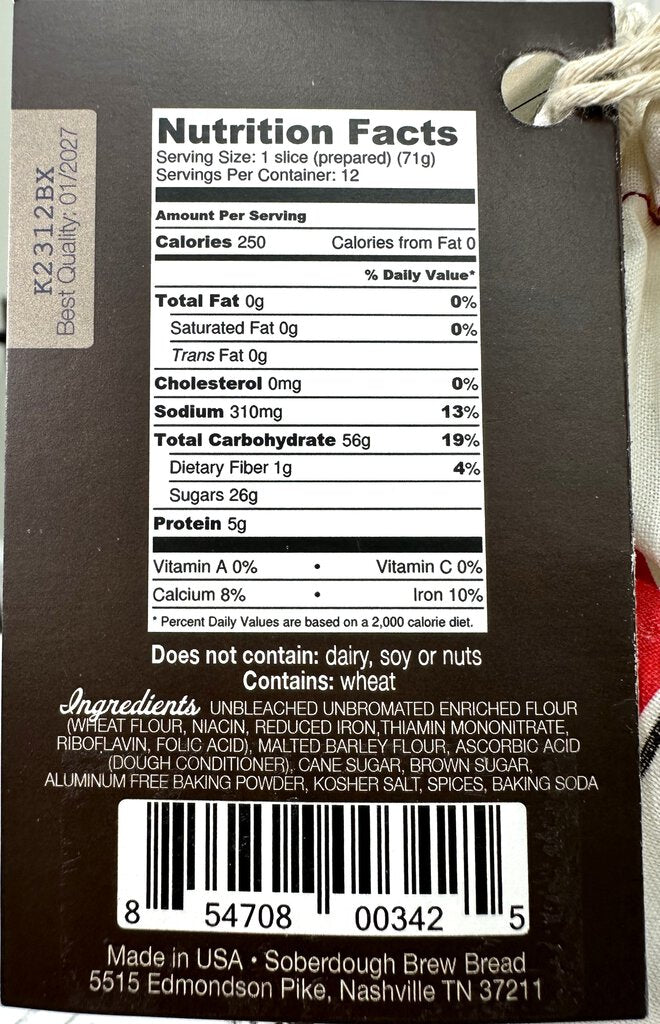 K2312BX
Best Quality: 01/2027
Nutrition Facts
Serving Size: 1 slice (prepared) (71g)
Servings Per Container: 12
Amount Per Serving
Calories 250 Calories from Fat 0
% Daily Value*
Total Fat 0g 0%
Saturated Fat 0g 0%
Trans Fat 0g
Cholesterol 0mg 0%
Sodium 310mg 13%
Total Carbohydrate 56g 19%
Dietary Fiber 1g 4%
Sugars 26g
Protein 5g
Vitamin A 0% • Vitamin C 0%
Calcium 8% • Iron 10%
* Percent Daily Values are based on a 2,000 calorie diet.
Does not contain: dairy, soy or nuts
Contains: wheat
Ingredients UNBLEACHED UNBROMATED ENRICHED FLOUR
(WHEAT FLOUR, NIACIN, REDUCED IRON,THIAMIN MONONITRATE,
RIBOFLAVIN, FOLIC ACID), MALTED BARLEY FLOUR, ASCORBIC ACID
(DOUGH CONDITIONER), CANE SUGAR, BROWN SUGAR,
ALUMINUM FREE BAKING POWDER, KOSHER SALT, SPICES, BAKING SODA
8 54708 00342 5
Made in USA • Soberdough Brew Bread
5515 Edmondson Pike, Nashville TN 37211